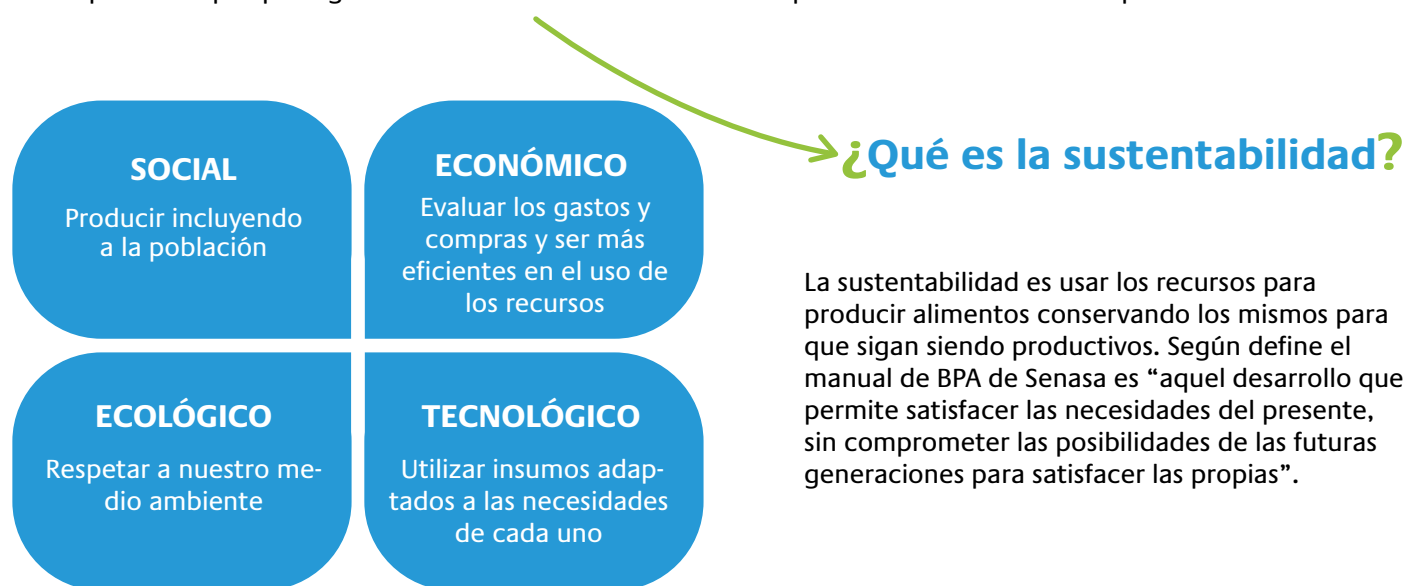 SOCIAL
Producir incluyendo
a la población
ECONÓMICO
Evaluar los gastos y
compras y ser más
eficientes en el uso de
los recursos
ECOLÓGICO
Respetar a nuestro me-
dio ambiente
TECNOLÓGICO
Utilizar insumos adap-
tados a las necesidades
de cada uno
¿Qué es la sustentabilidad?
La sustentabilidad es usar los recursos para
producir alimentos conservando los mismos para
que sigan siendo productivos. Según define el
manual de BPA de Senasa es “aquel desarrollo que
permite satisfacer las necesidades del presente,
sin comprometer las posibilidades de las futuras
generaciones para satisfacer las propias”.